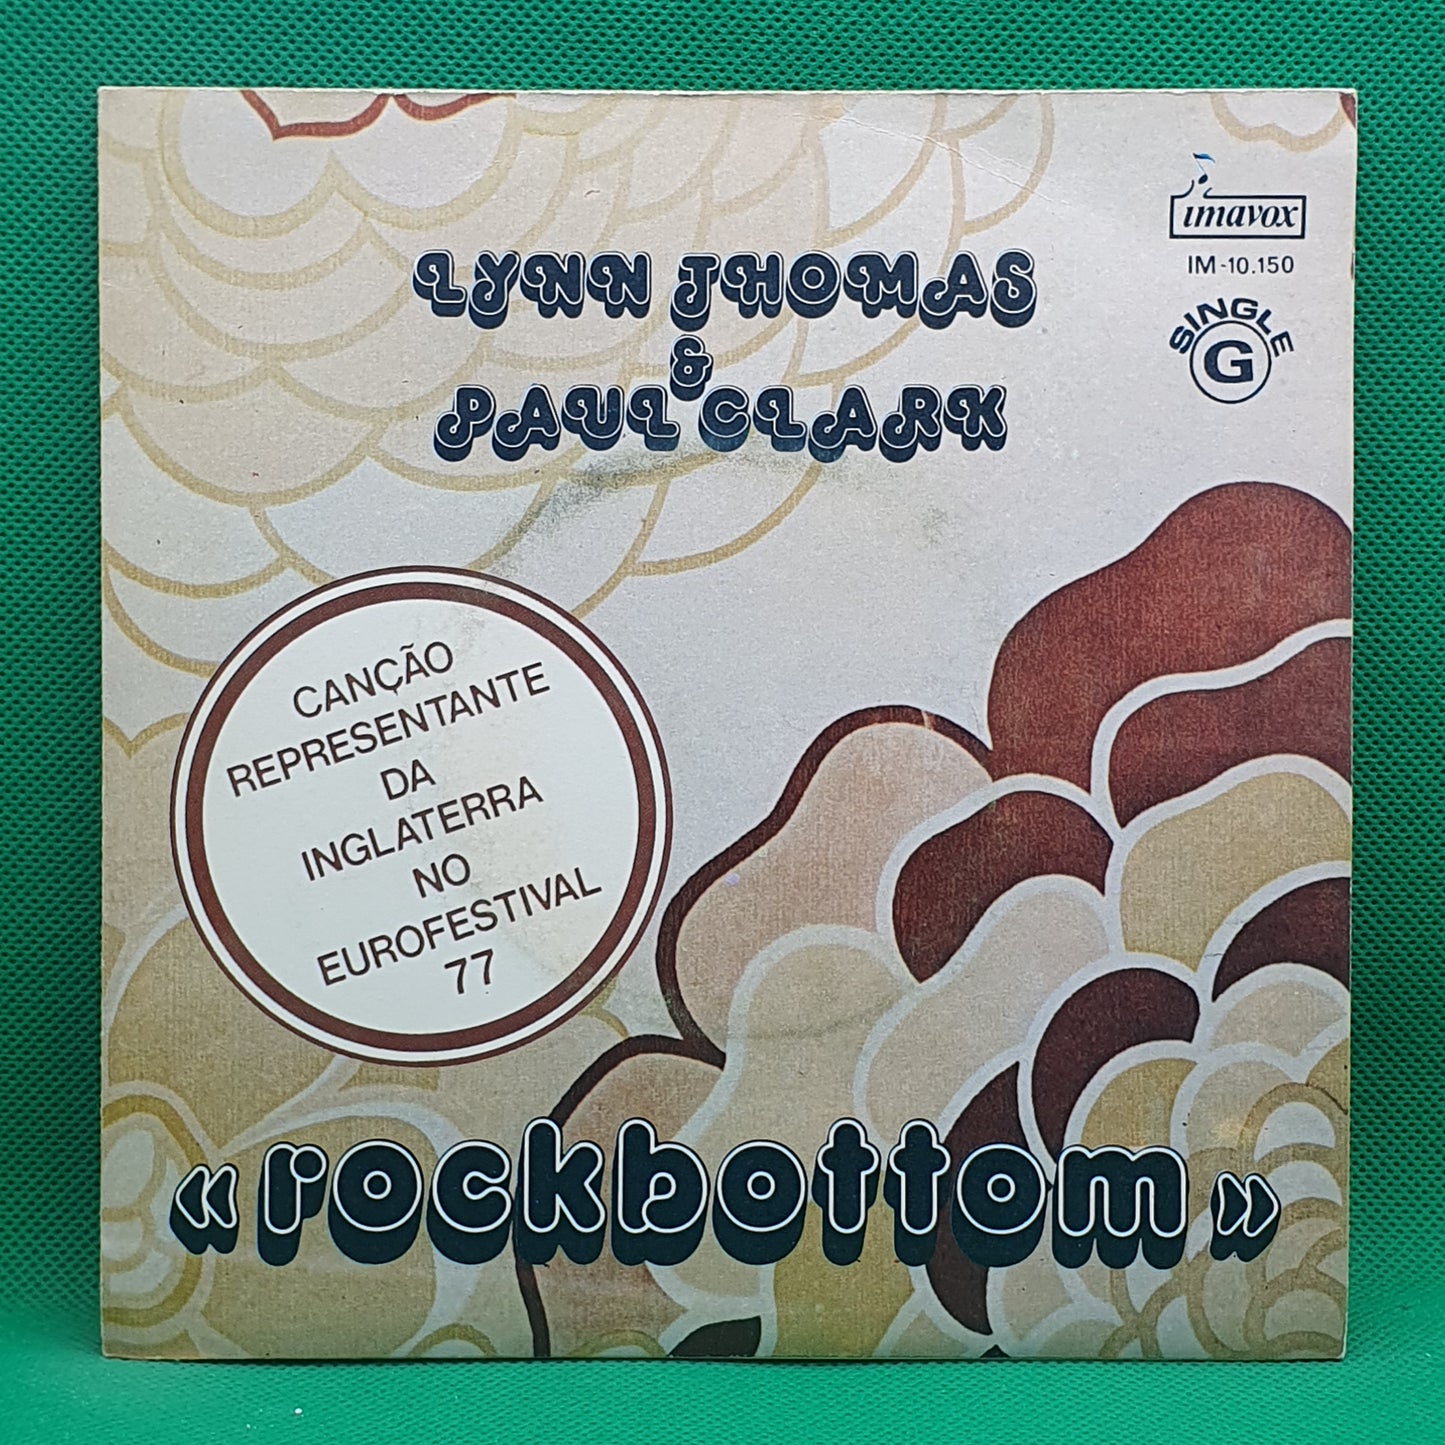 imavox
IM-10.150
SINGLE
G
LYNN THOMAS
&
PAUL CLARK
CANÇÃO
REPRESENTANTE
DA
INGLATERRA
NO
EUROFESTIVAL
77
« rockbottom »